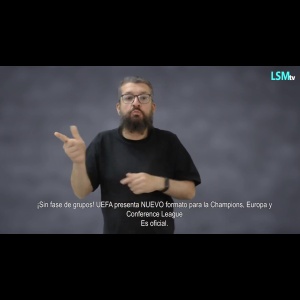 LSMtv
¡Sin fase de grupos! UEFA presenta NUEVO formato para la Champions, Europa y
Conference League
Es oficial.